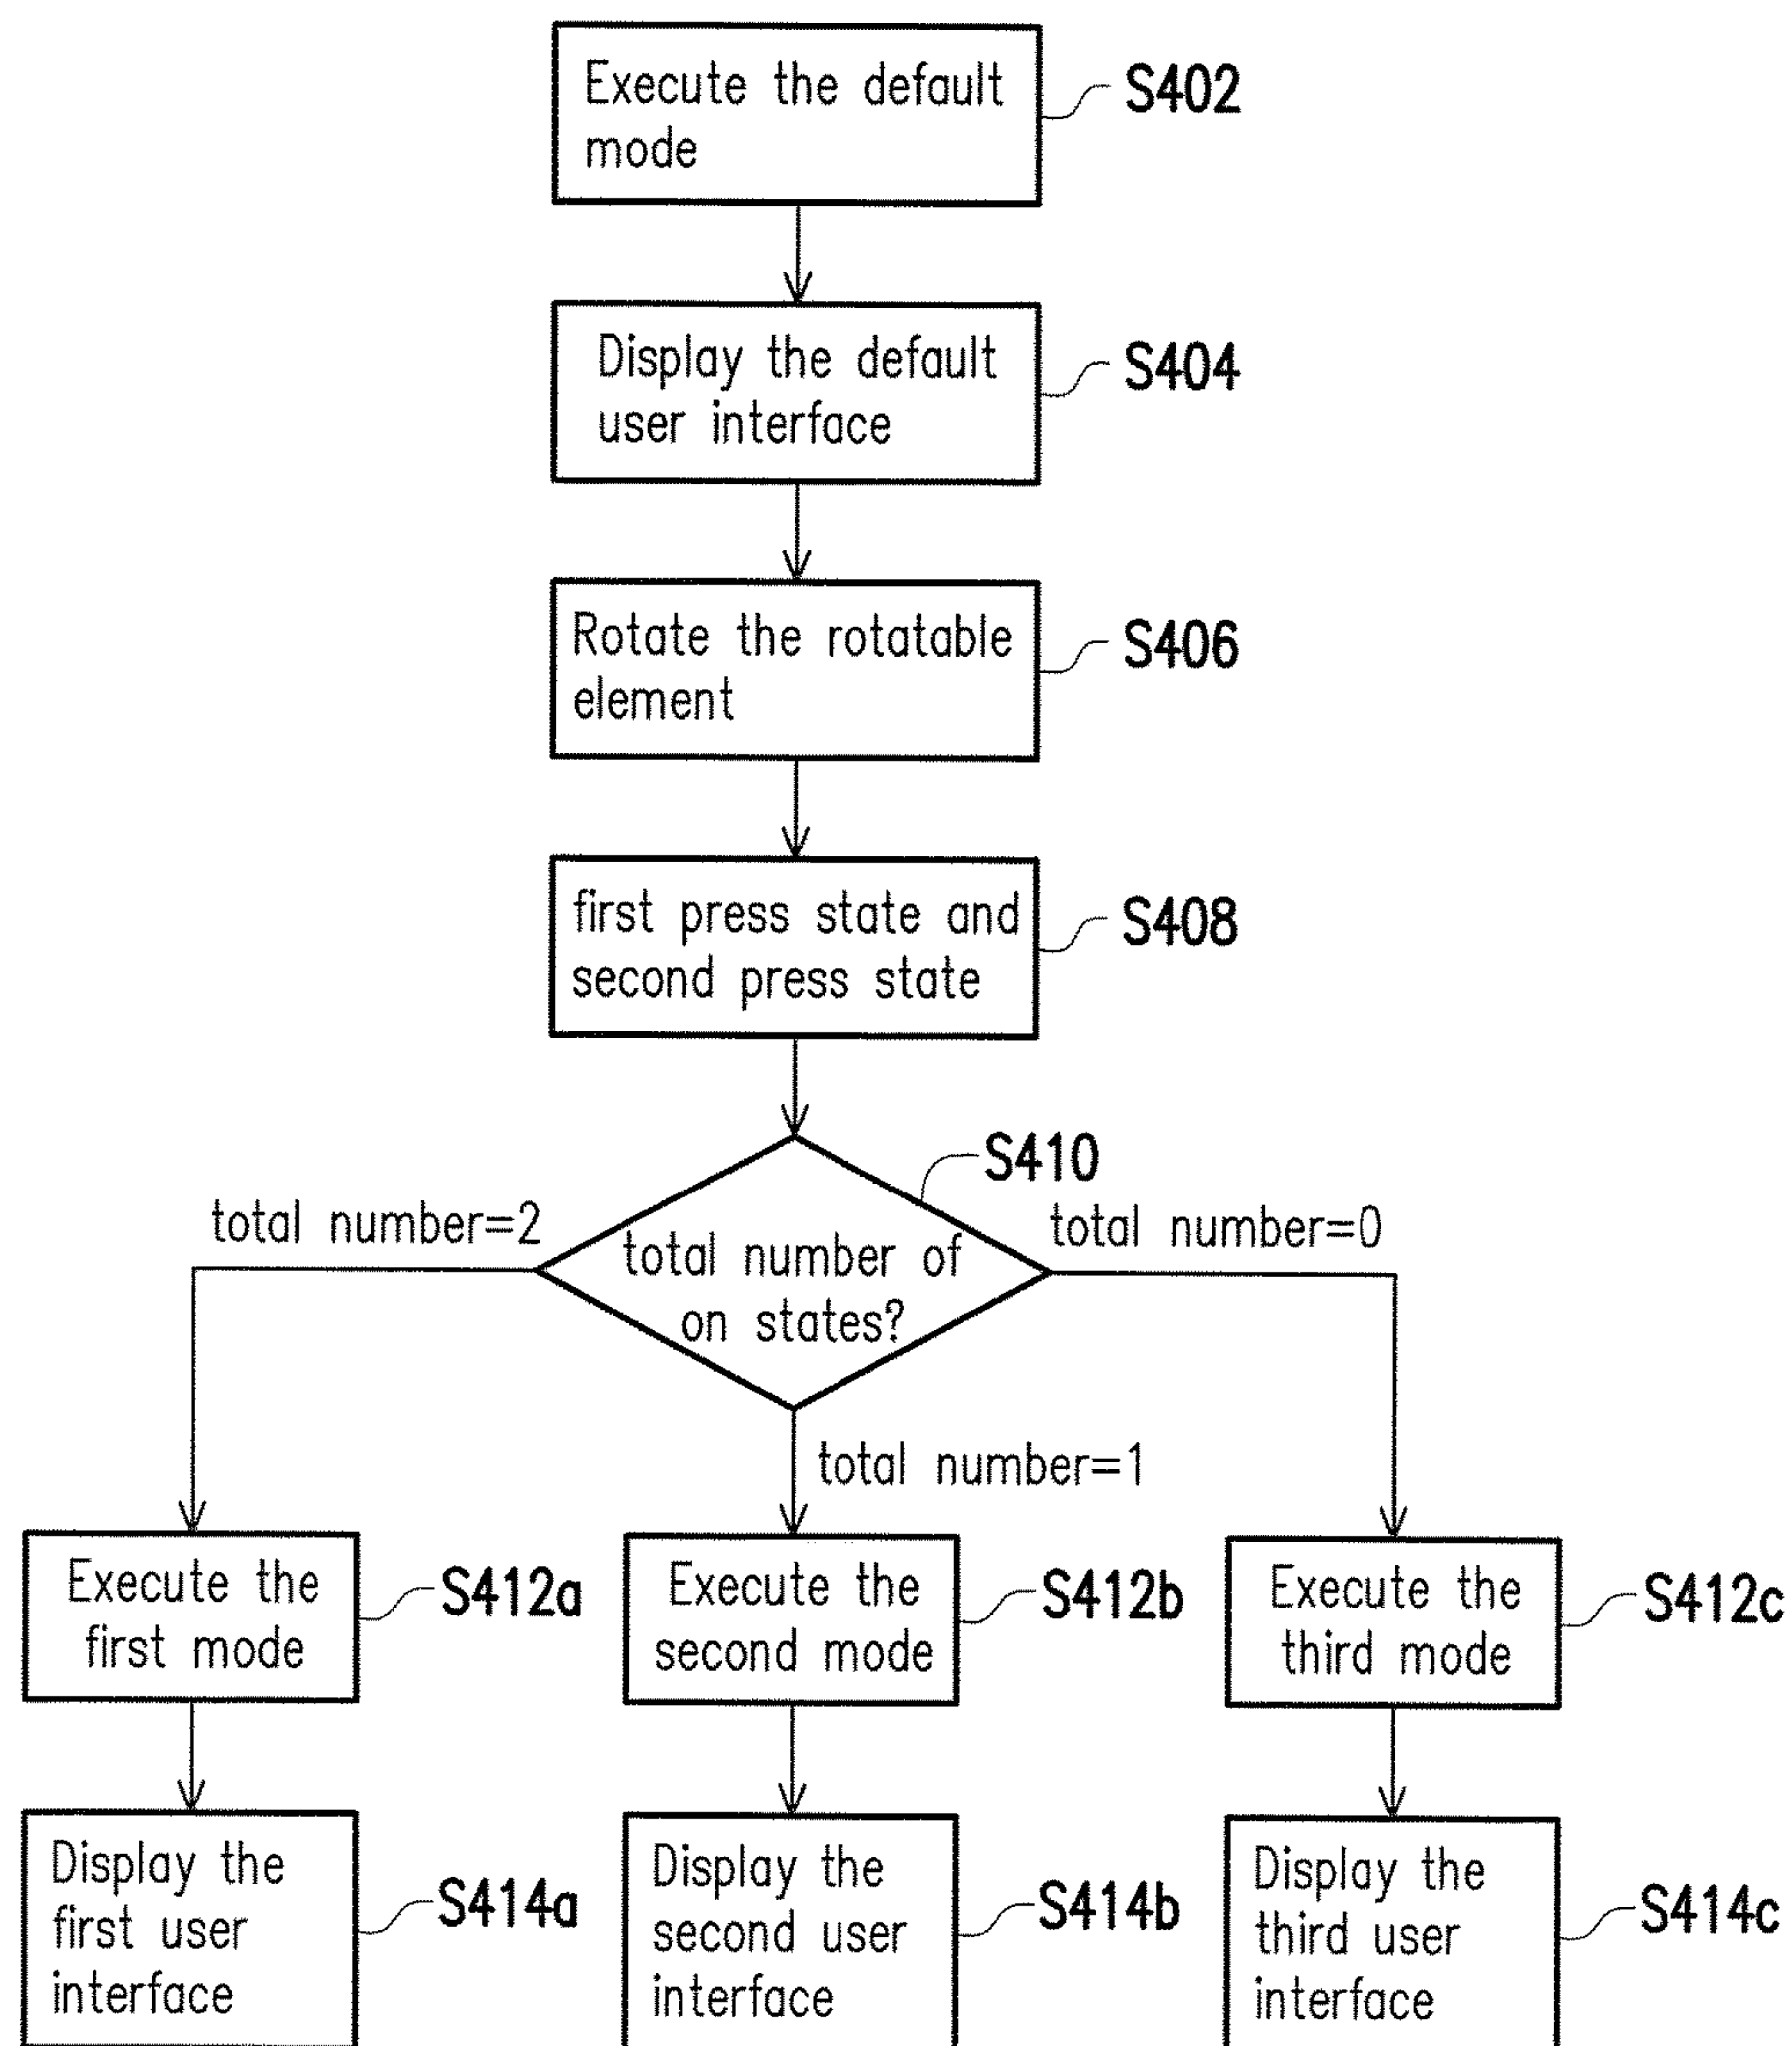 Execute the default
mode
S402
Display the default
user interface
S404
Rotate the rotatable
element
S406
first press state and
second press state
S408
S410
total number=2
total number of
on states?
total number=0
total number=1
Execute the
first mode
S412a
Execute the
second mode
S412b
Execute the
third mode
S412c
Display the
first user
interface
S414a
Display the
second user
interface
S414b
Display the
third user
interface
S414c